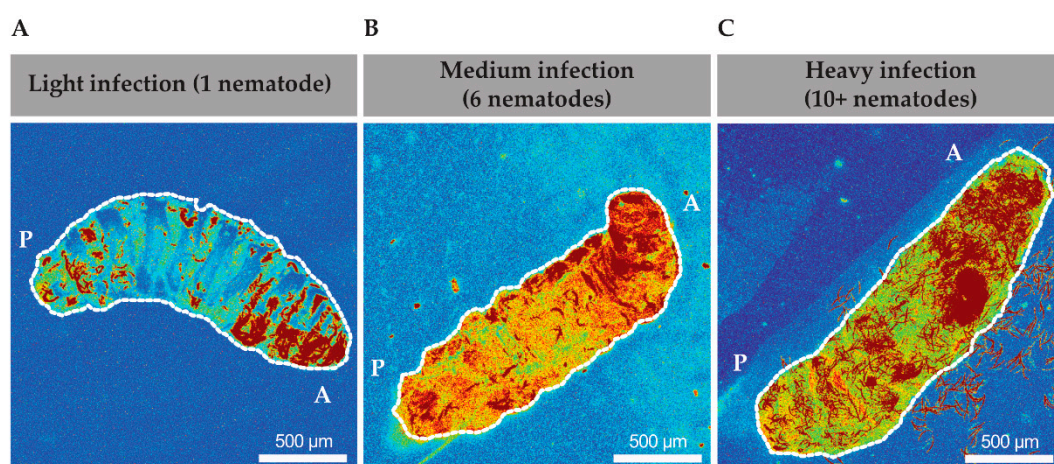 A
B
C
Light infection (1 nematode)
Medium infection
(6 nematodes)
Heavy infection
(10+ nematodes)
P
A
500 µm
A
P
500 µm
A
P
500 µm